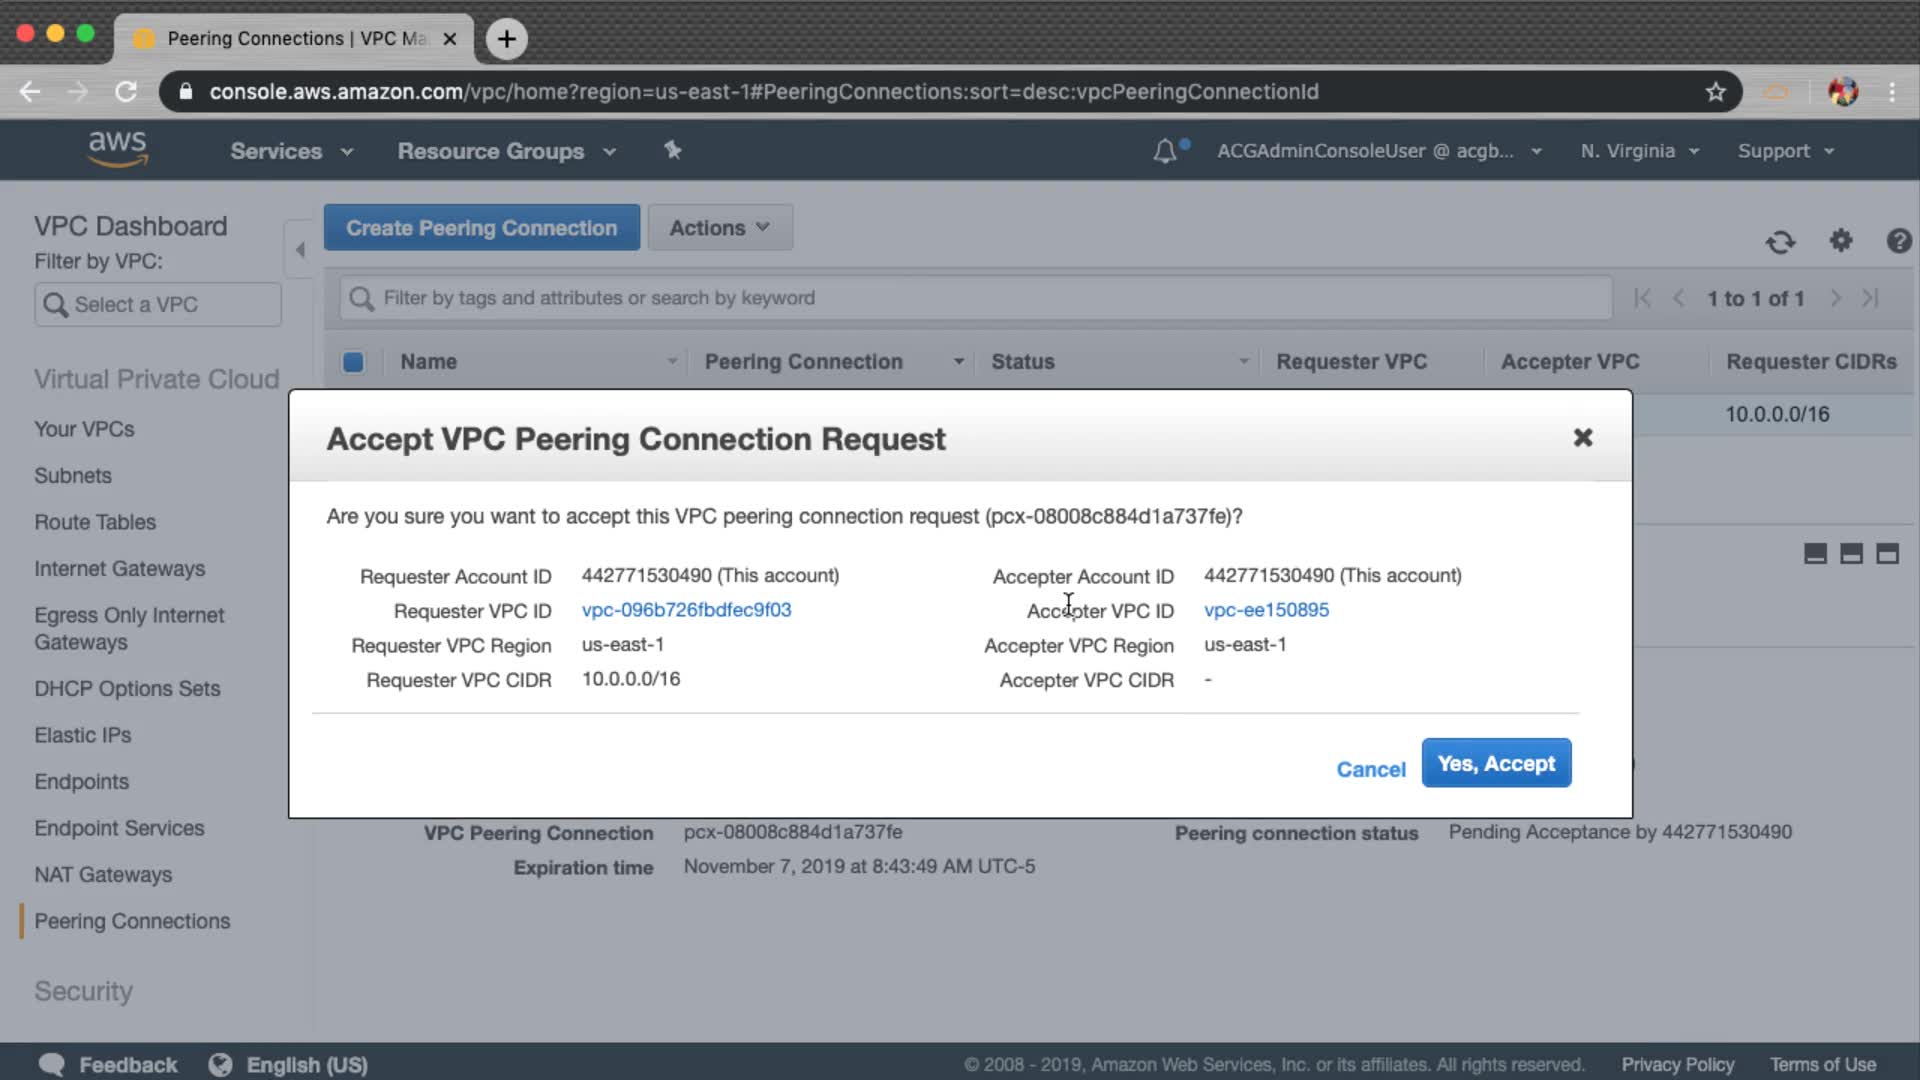 Peering Connections | VPC Ma
console.aws.amazon.com/vpc/home?region=us-east-1#PeeringConnections:sort=desc:vpcPeeringConnectionId
aws Services Resource Groups ACGAdminConsoleUser @ acgb... N. Virginia Support
VPC Dashboard
Filter by VPC:
Select a VPC
Virtual Private Cloud
Your VPCs
Subnets
Route Tables
Internet Gateways
Egress Only Internet
Gateways
DHCP Options Sets
Elastic IPs
Endpoints
Endpoint Services
NAT Gateways
Peering Connections
Security
Create Peering Connection Actions
Filter by tags and attributes or search by keyword 1 to 1 of 1
Name Peering Connection Status Requester VPC Accepter VPC Requester CIDRs
10.0.0.0/16
Accept VPC Peering Connection Request
Are you sure you want to accept this VPC peering connection request (pcx-08008c884d1a737fe)?
Requester Account ID 442771530490 (This account) Accepter Account ID 442771530490 (This account)
Requester VPC ID vpc-096b726fbdfec9f03 Accepter VPC ID vpc-ee150895
Requester VPC Region us-east-1 Accepter VPC Region us-east-1
Requester VPC CIDR 10.0.0.0/16 Accepter VPC CIDR -
Cancel Yes, Accept
VPC Peering Connection pcx-08008c884d1a737fe Peering connection status Pending Acceptance by 442771530490
Expiration time November 7, 2019 at 8:43:49 AM UTC-5
Feedback English (US) © 2008 - 2019, Amazon Web Services, Inc. or its affiliates. All rights reserved. Privacy Policy Terms of Use